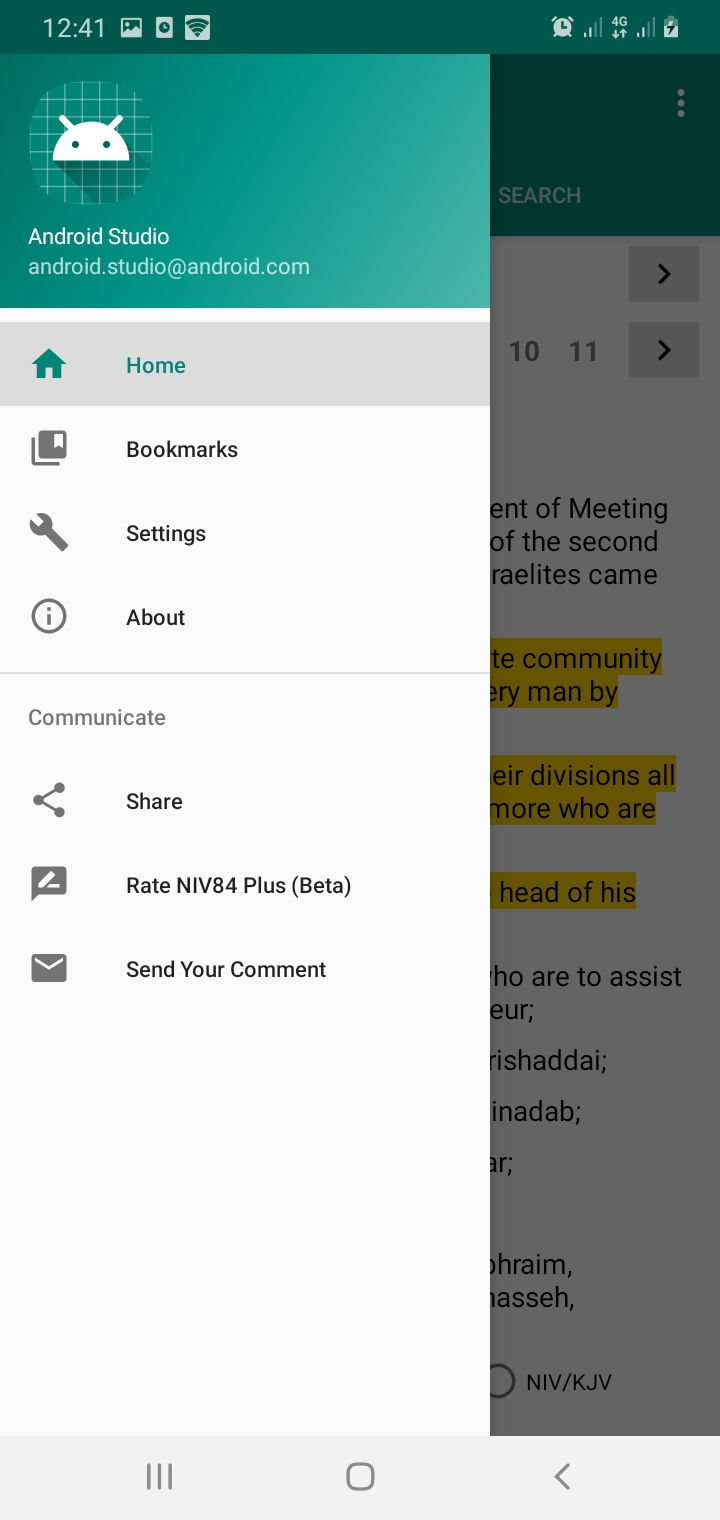 12:41
4G
Android Studio
android.studio@android.com
SEARCH
10 11
Home
Bookmarks
Settings
About
Communicate
Share
Rate NIV84 Plus (Beta)
Send Your Comment
ent of Meeting
of the second
raelites came
te community
ery man by
eir divisions all
more who are
head of his
ho are to assist
eur;
rishaddai;
inadab;
ar;
phraim,
nasseh,
NIV/KJV